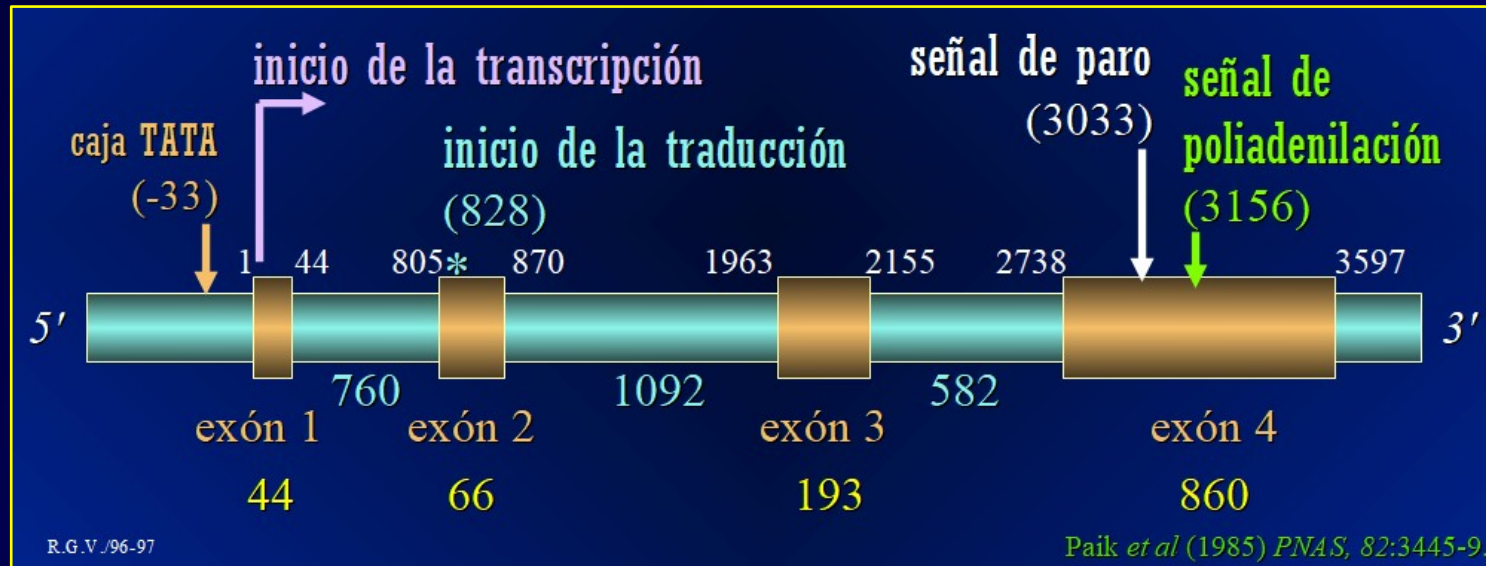 inicio de la transcripción
señal de paro
(3033)
señal de
poliadenilación
(3156)
caja TATA
(-33)
inicio de la traducción
(828)
1 44 805* 870 1963 2155 2738 3597
5' 3'
760 1092 582
exón 1 exón 2 exón 3 exón 4
44 66 193 860
R.G.V./96-97
Paik et al (1985) PNAS, 82:3445-9.